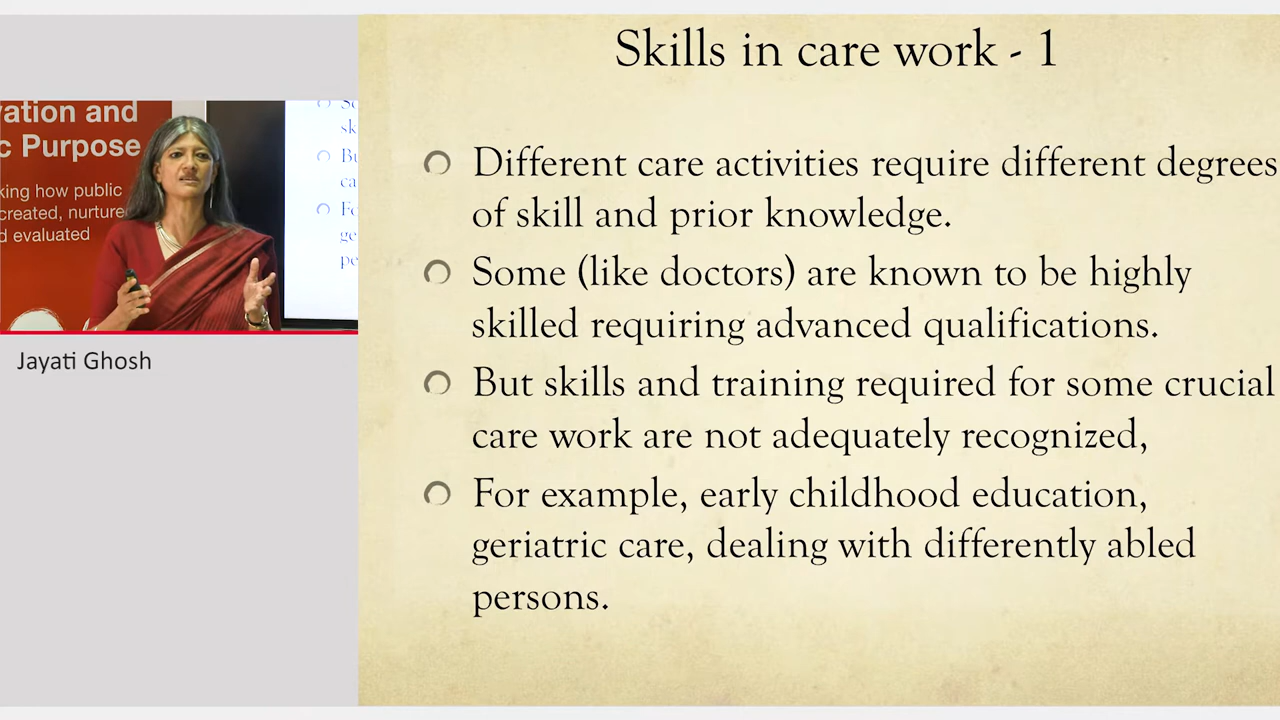 Skills in care work - 1
Different care activities require different degrees
of skill and prior knowledge.
Some (like doctors) are known to be highly
skilled requiring advanced qualifications.
But skills and training required for some crucial
care work are not adequately recognized,
For example, early childhood education,
geriatric care, dealing with differently abled
persons.
vation and
c Purpose
king how public
created, nurture
d evaluated
Jayati Ghosh